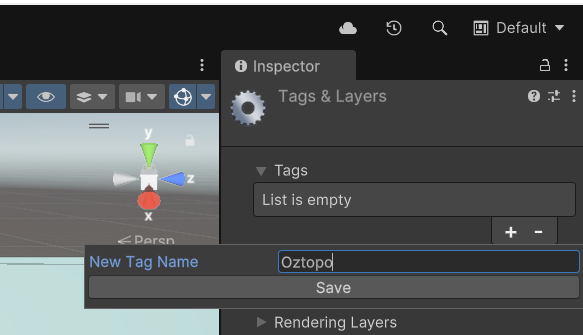 Default
Inspector
Tags & Layers
y
z
x
Persp
Tags
List is empty
+ -
New Tag Name
Oztopo
Save
Rendering Layers